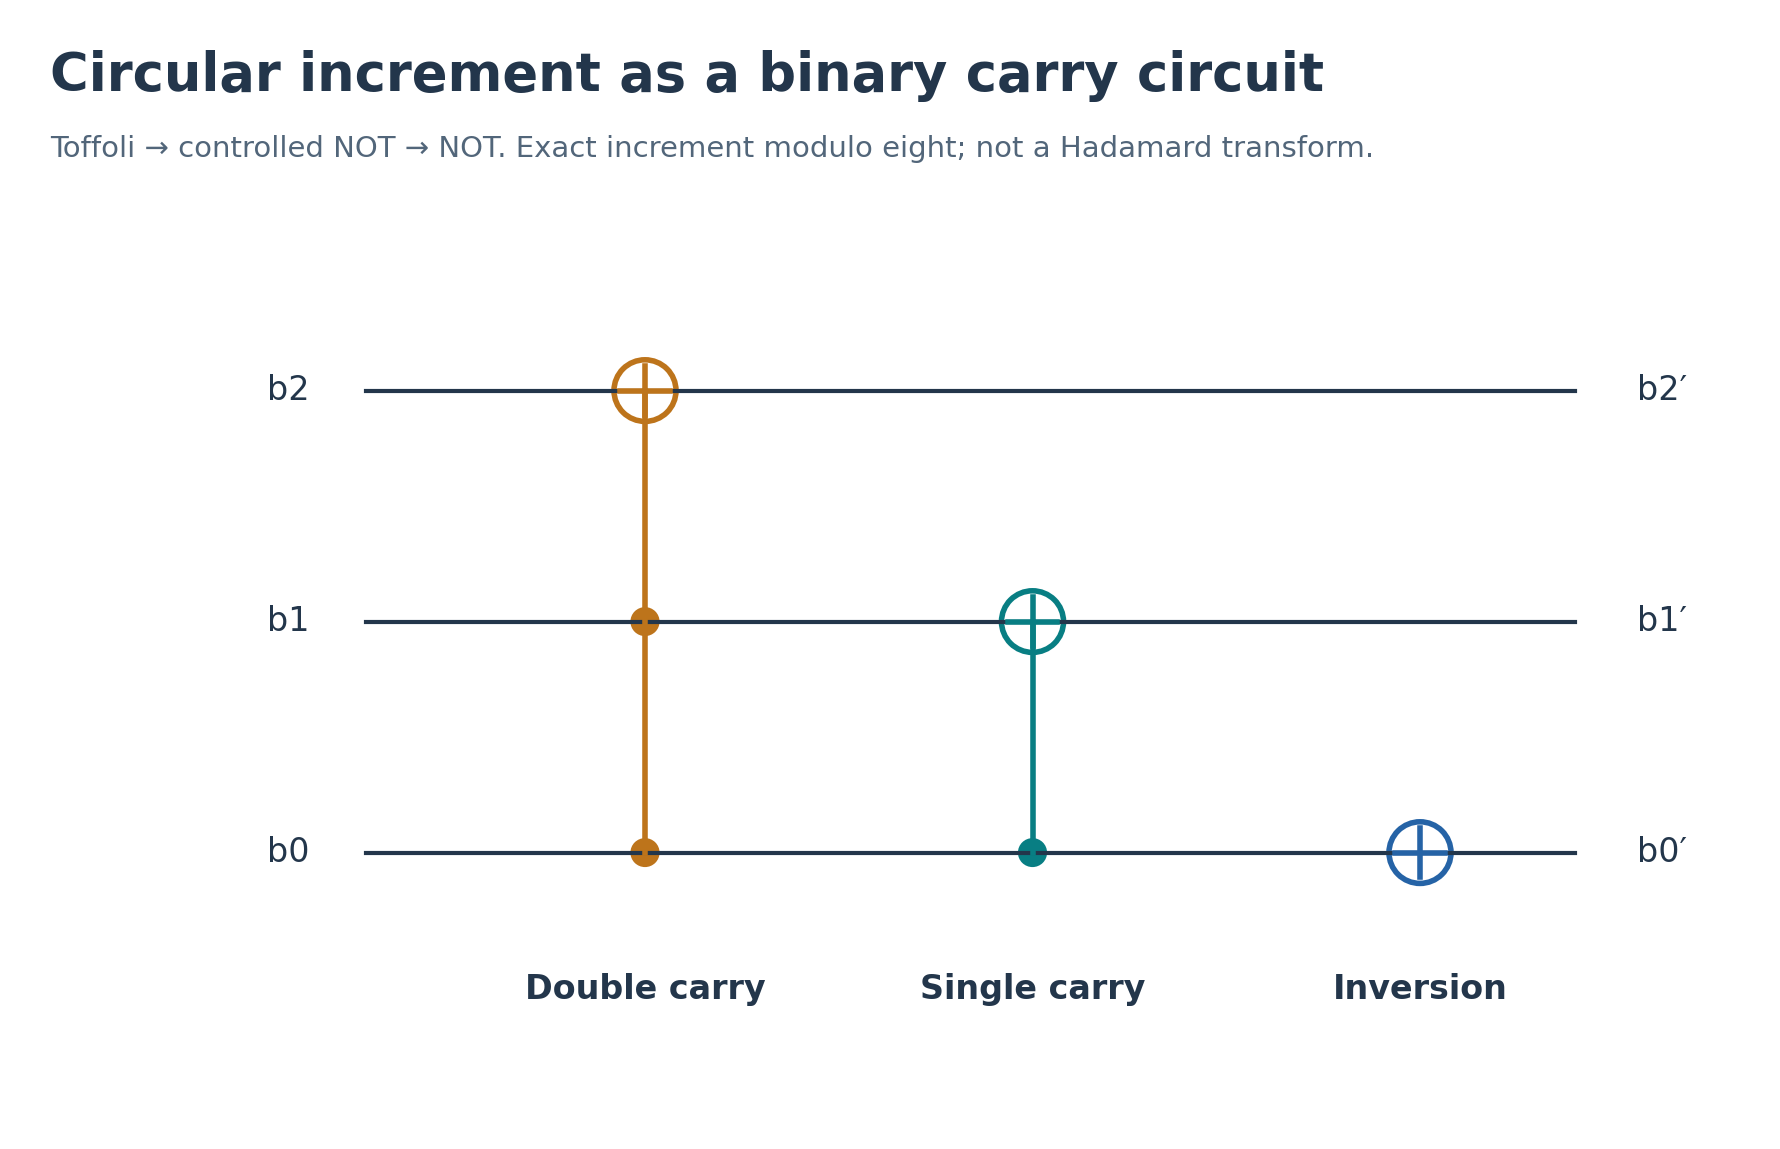 Circular increment as a binary carry circuit
Toffoli → controlled NOT → NOT. Exact increment modulo eight; not a Hadamard transform.
b2 b2′
b1 b1′
b0 b0′
Double carry Single carry Inversion